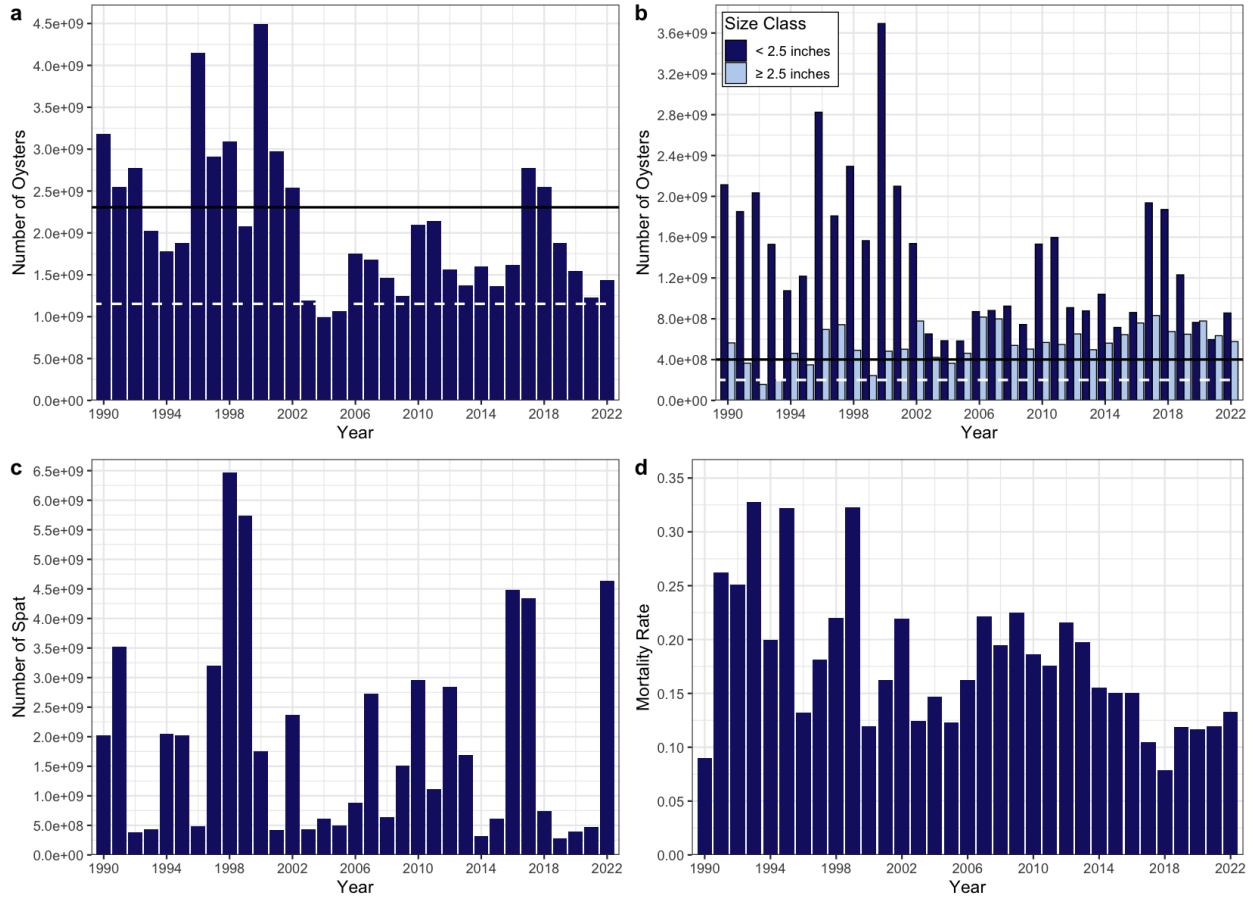 a
4.5e+09
4.0e+09
3.5e+09
3.0e+09
2.5e+09
2.0e+09
1.5e+09
1.0e+09
5.0e+08
0.0e+00
Number of Oysters
1990 1994 1998 2002 2006 2010 2014 2018 2022
Year
b
Size Class
< 2.5 inches
≥ 2.5 inches
3.6e+09
3.2e+09
2.8e+09
2.4e+09
2.0e+09
1.6e+09
1.2e+09
8.0e+08
4.0e+08
0.0e+00
Number of Oysters
1990 1994 1998 2002 2006 2010 2014 2018 2022
Year
c
6.5e+09
6.0e+09
5.5e+09
5.0e+09
4.5e+09
4.0e+09
3.5e+09
3.0e+09
2.5e+09
2.0e+09
1.5e+09
1.0e+09
5.0e+08
0.0e+00
Number of Spat
1990 1994 1998 2002 2006 2010 2014 2018 2022
Year
d
0.35
0.30
0.25
0.20
0.15
0.10
0.05
0.00
Mortality Rate
1990 1994 1998 2002 2006 2010 2014 2018 2022
Year